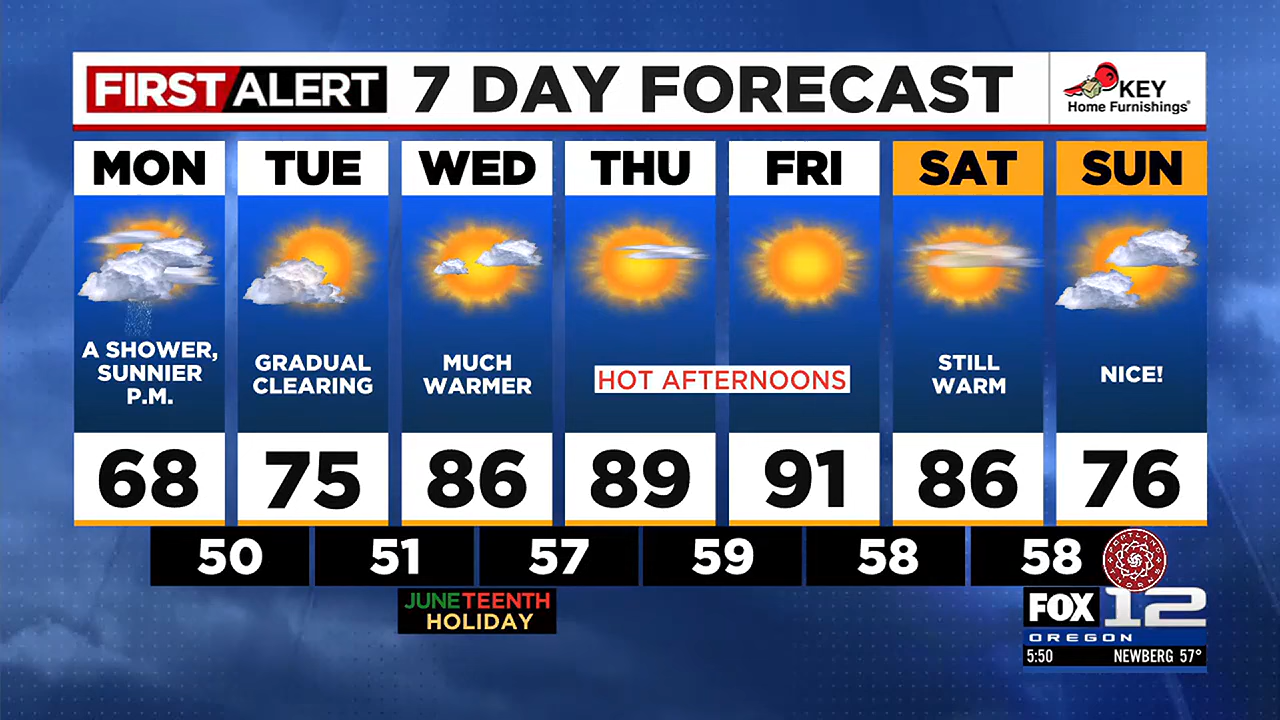 FIRST ALERT 7 DAY FORECAST
KEY
Home Furnishings®
MON TUE WED THU FRI SAT SUN
A SHOWER,
SUNNIER
P.M.
GRADUAL
CLEARING
MUCH
WARMER
HOT AFTERNOONS
STILL
WARM
NICE!
68 75 86 89 91 86 76
50 51 57 59 58 58
PORTLAND
THORNS
JUNETEENTH
HOLIDAY
FOX 12
OREGON
5:50 NEWBERG 57°